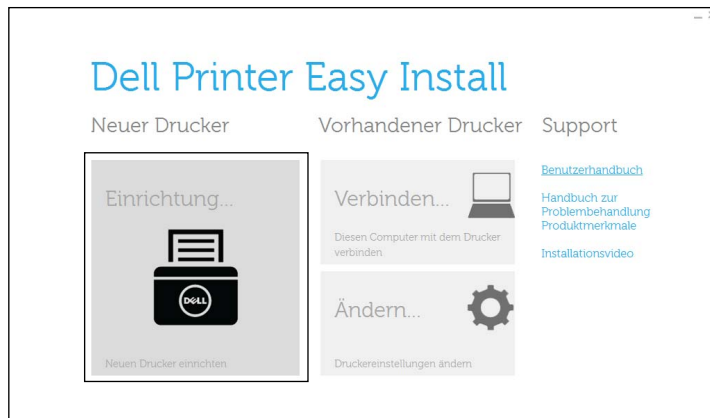 Dell Printer Easy Install
Neuer Drucker
Einrichtung...
DELL
Neuen Drucker einrichten
Vorhandener Drucker
Verbinden...
Diesen Computer mit dem Drucker
verbinden
Ändern...
Druckereinstellungen ändern
Support
Benutzerhandbuch
Handbuch zur
Problembehandlung
Produktmerkmale
Installationsvideo